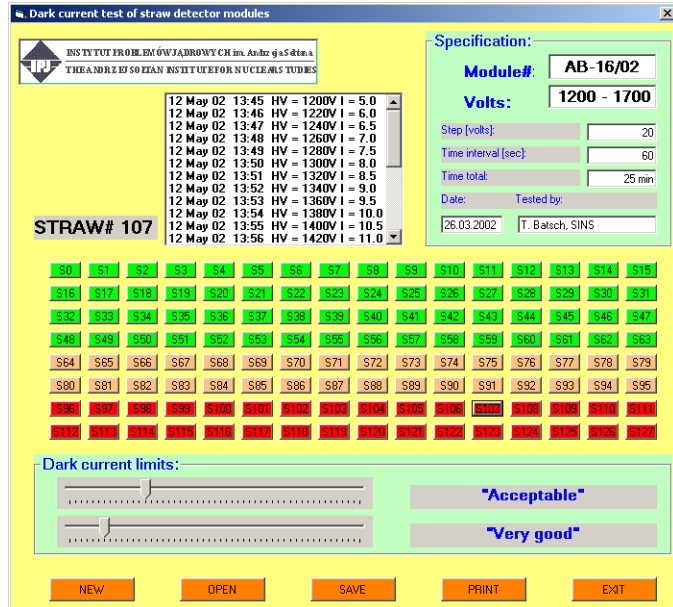 Dark current test of straw detector modules
INSTYTUT PROBLEMÓW JĄDROWYCH im. Andrzeja Sołtana
THE ANDRZEJ SOŁTAN INSTITUTE FOR NUCLEAR STUDIES
IPJ
Specification:
Module#: AB-16/02
Volts: 1200 - 1700
Step [volts]: 20
Time interval [sec]: 60
Time total: 25 min
Date: Tested by:
26.03.2002 T. Batsch, SINS
12 May 02 13:45 HV = 1200V I = 5.0
12 May 02 13:46 HV = 1220V I = 6.0
12 May 02 13:47 HV = 1240V I = 6.5
12 May 02 13:48 HV = 1260V I = 7.0
12 May 02 13:49 HV = 1280V I = 7.5
12 May 02 13:50 HV = 1300V I = 8.0
12 May 02 13:51 HV = 1320V I = 8.5
12 May 02 13:52 HV = 1340V I = 9.0
12 May 02 13:53 HV = 1360V I = 9.5
12 May 02 13:54 HV = 1380V I = 10.0
12 May 02 13:55 HV = 1400V I = 10.5
12 May 02 13:56 HV = 1420V I = 11.0
STRAW# 107
S0 S1 S2 S3 S4 S5 S6 S7 S8 S9 S10 S11 S12 S13 S14 S15
S16 S17 S18 S19 S20 S21 S22 S23 S24 S25 S26 S27 S28 S29 S30 S31
S32 S33 S34 S35 S36 S37 S38 S39 S40 S41 S42 S43 S44 S45 S46 S47
S48 S49 S50 S51 S52 S53 S54 S55 S56 S57 S58 S59 S60 S61 S62 S63
S64 S65 S66 S67 S68 S69 S70 S71 S72 S73 S74 S75 S76 S77 S78 S79
S80 S81 S82 S83 S84 S85 S86 S87 S88 S89 S90 S91 S92 S93 S94 S95
S96 S97 S98 S99 S100 S101 S102 S103 S104 S105 S106 S107 S108 S109 S110 S111
S112 S113 S114 S115 S116 S117 S118 S119 S120 S121 S122 S123 S124 S125 S126 S127
Dark current limits:
"Acceptable"
"Very good"
NEW OPEN SAVE PRINT EXIT